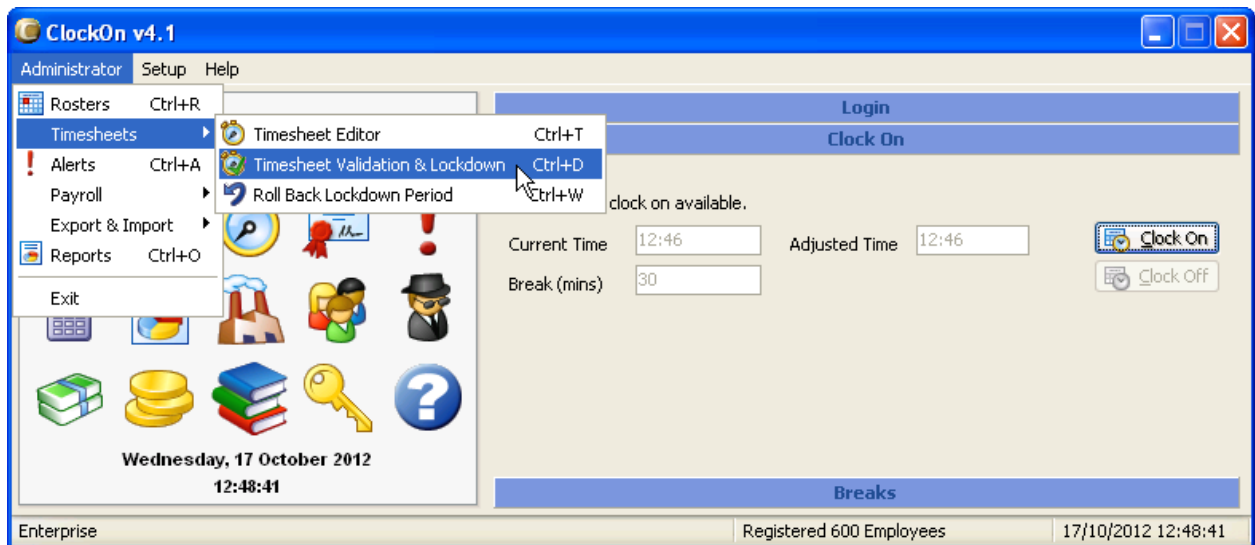 ClockOn v4.1
Administrator Setup Help
Rosters Ctrl+R
Timesheets
Alerts Ctrl+A
Payroll
Export & Import
Reports Ctrl+O
Exit
Timesheet Editor Ctrl+T
Timesheet Validation & Lockdown Ctrl+D
Roll Back Lockdown Period Ctrl+W
Login
Clock On
clock on available.
Current Time 12:46 Adjusted Time 12:46
Break (mins) 30
Clock On
Clock Off
Wednesday, 17 October 2012
12:48:41
Breaks
Enterprise Registered 600 Employees 17/10/2012 12:48:41